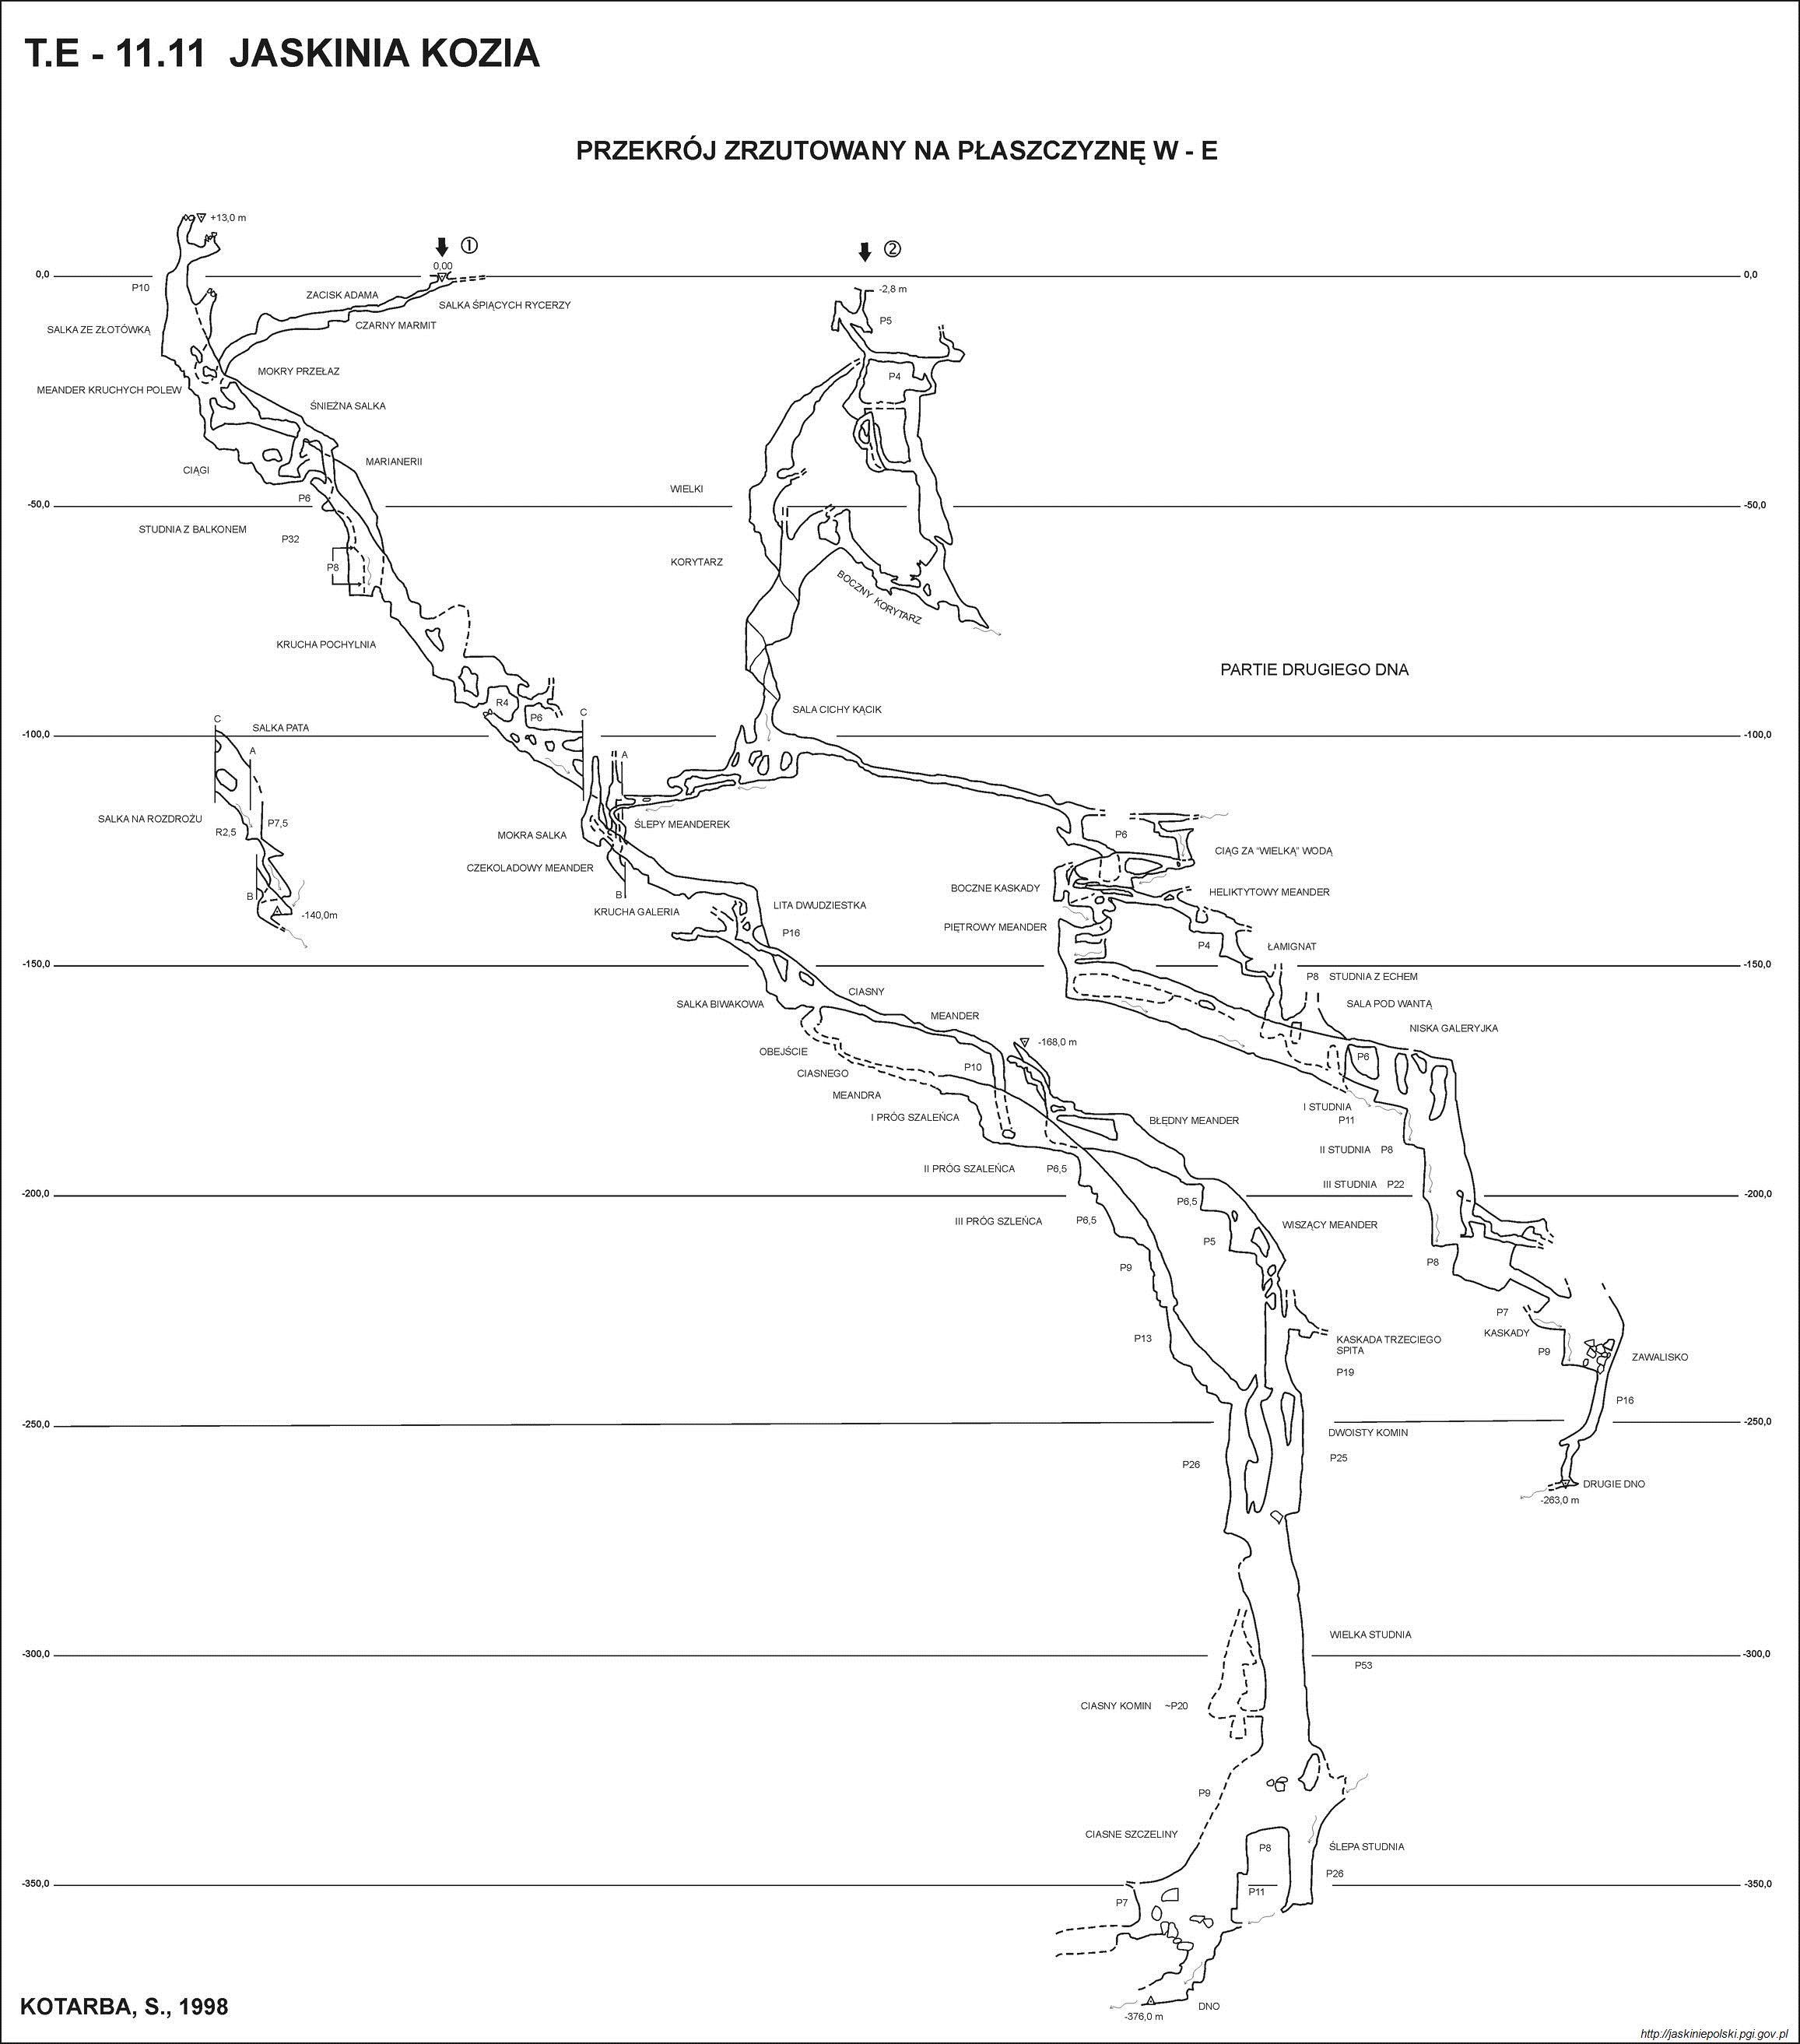 T.E - 11.11 JASKINIA KOZIA
PRZEKRÓJ ZRZUTOWANY NA PŁASZCZYZNĘ W - E
+13,0 m
①
②
0,00
0,0
0,0
P10
ZACISK ADAMA
SALKA ŚPIĄCYCH RYCERZY
-2,8 m
SALKA ZE ZŁOTÓWKĄ
CZARNY MARMIT
P5
MOKRY PRZEŁAZ
P4
MEANDER KRUCHYCH POLEW
ŚNIEŻNA SALKA
MARIANERII
CIĄGI
WIELKI
P6
-50,0
-50,0
STUDNIA Z BALKONEM
P32
KORYTARZ
P8
BOCZNY KORYTARZ
KRUCHA POCHYLNIA
PARTIE DRUGIEGO DNA
R4
SALA CICHY KĄCIK
C
SALKA PATA
P6
C
-100,0
-100,0
A
A
SALKA NA ROZDROŻU
P7,5
R2,5
MOKRA SALKA
ŚLEPY MEANDEREK
P6
CIĄG ZA "WIELKĄ" WODĄ
CZEKOLADOWY MEANDER
BOCZNE KASKADY
HELIKTYTOWY MEANDER
B
B
KRUCHA GALERIA
LITA DWUDZIESTKA
-140,0m
P16
PIĘTROWY MEANDER
P4
ŁAMIGNAT
-150,0
-150,0
P8 STUDNIA Z ECHEM
CIASNY
SALKA BIWAKOWA
SALA POD WANTĄ
MEANDER
NISKA GALERYJKA
-168,0 m
OBEJŚCIE
P6
CIASNEGO
P10
MEANDRA
I PRÓG SZALEŃCA
BŁĘDNY MEANDER
I STUDNIA
P11
II STUDNIA P8
II PRÓG SZALEŃCA
P6,5
III STUDNIA P22
-200,0
-200,0
P6,5
III PRÓG SZLEŃCA
P6,5
WISZĄCY MEANDER
P5
P9
P8
P7
P13
KASKADA TRZECIEGO
SPITA
KASKADY
P9
ZAWALISKO
P19
P16
-250,0
-250,0
DWOISTY KOMIN
P26
P25
DRUGIE DNO
-263,0 m
WIELKA STUDNIA
-300,0
-300,0
P53
CIASNY KOMIN ~P20
P9
CIASNE SZCZELINY
P8
ŚLEPA STUDNIA
P26
-350,0
-350,0
P11
P7
DNO
-376,0 m
KOTARBA, S., 1998
http://jaskiniepolski.pgi.gov.pl